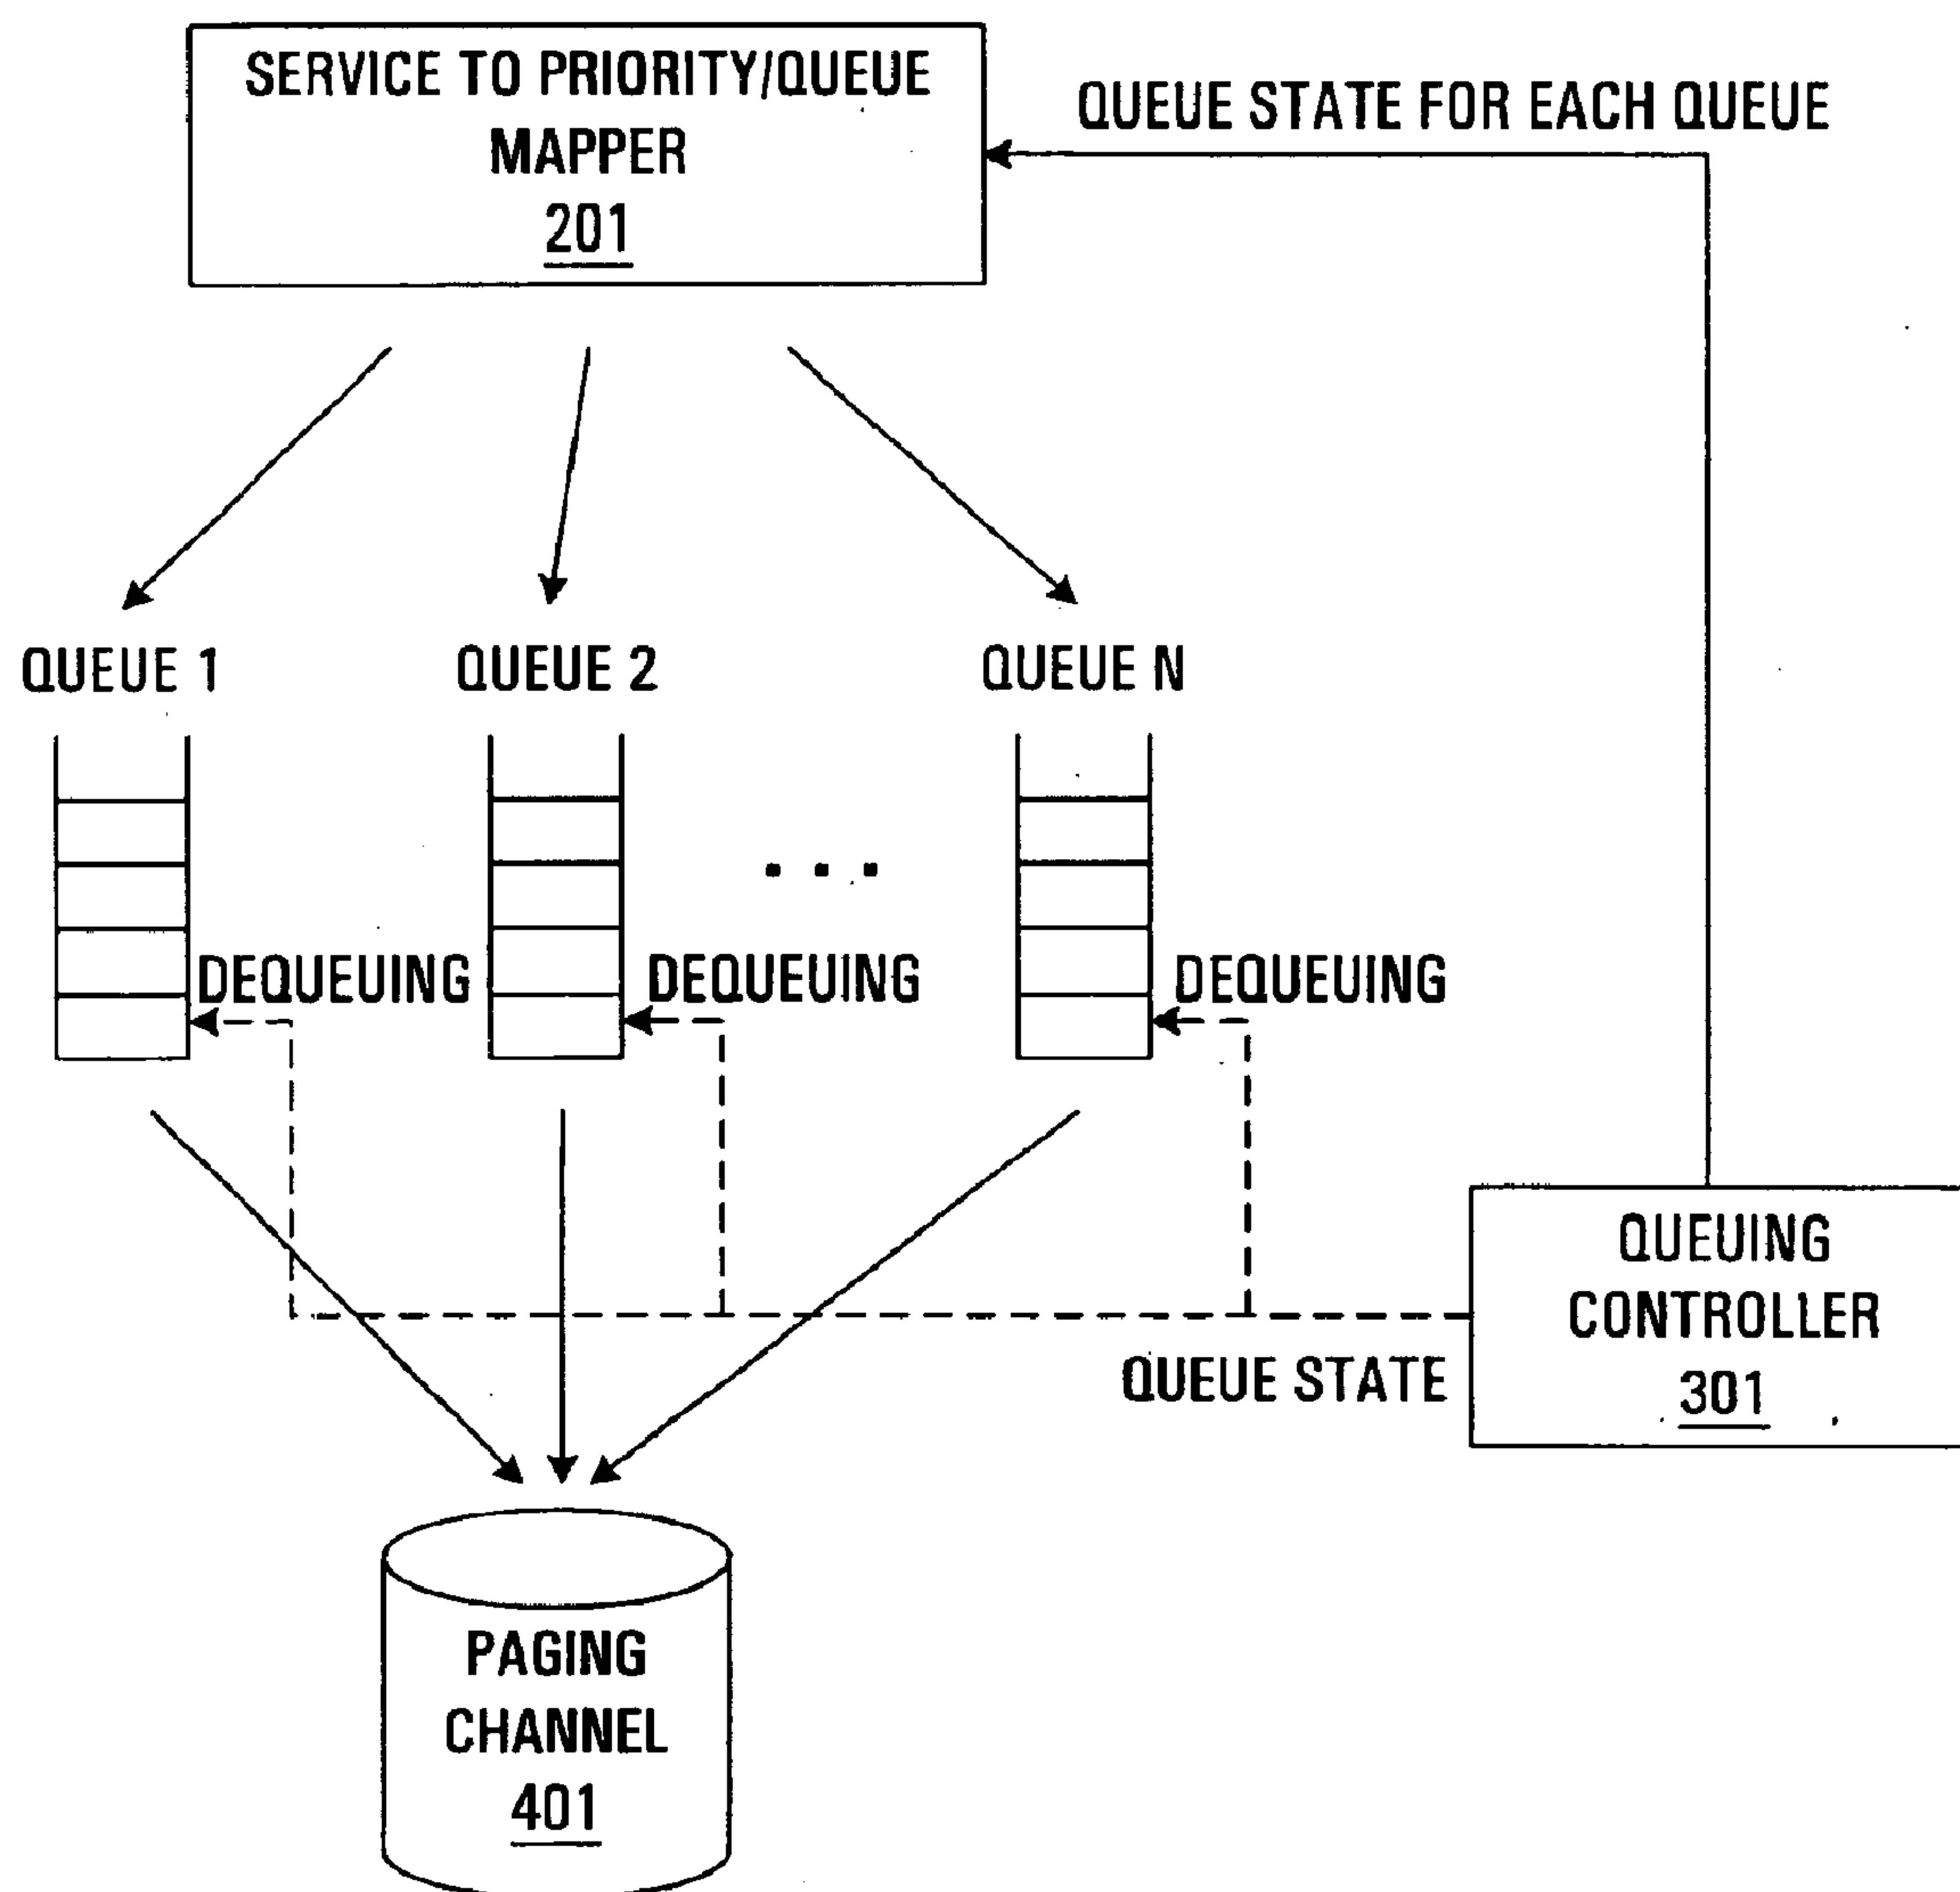 SERVICE TO PRIORITY/QUEUE
MAPPER
201
QUEUE STATE FOR EACH QUEUE
QUEUE 1
QUEUE 2
QUEUE N
. . .
DEQUEUING
DEQUEUING
DEQUEUING
QUEUING
CONTROLLER
301
QUEUE STATE
PAGING
CHANNEL
401